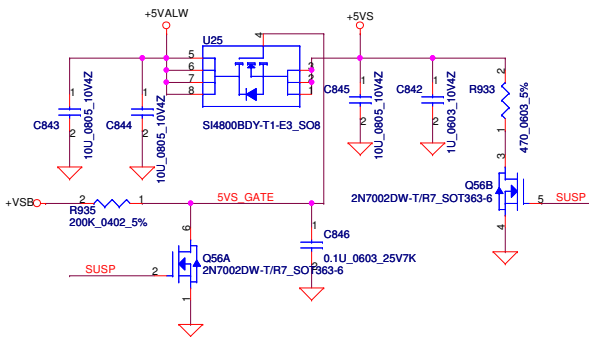 +5VALW
+5VS
U25
4
5
6
7
8
3
2
1
SI4800BDY-T1-E3_SO8
1
C843
2
10U_0805_10V4Z
1
C844
2
10U_0805_10V4Z
1
C845
2
10U_0805_10V4Z
1
C842
2
1U_0603_10V4Z
2
R933
1
470_0603_5%
3
Q56B
2N7002DW-T/R7_SOT363-6
5
SUSP
4
+VSB
2
1
R935
200K_0402_5%
5VS_GATE
6
Q56A
2N7002DW-T/R7_SOT363-6
SUSP
2
1
1
C846
0.1U_0603_25V7K
2